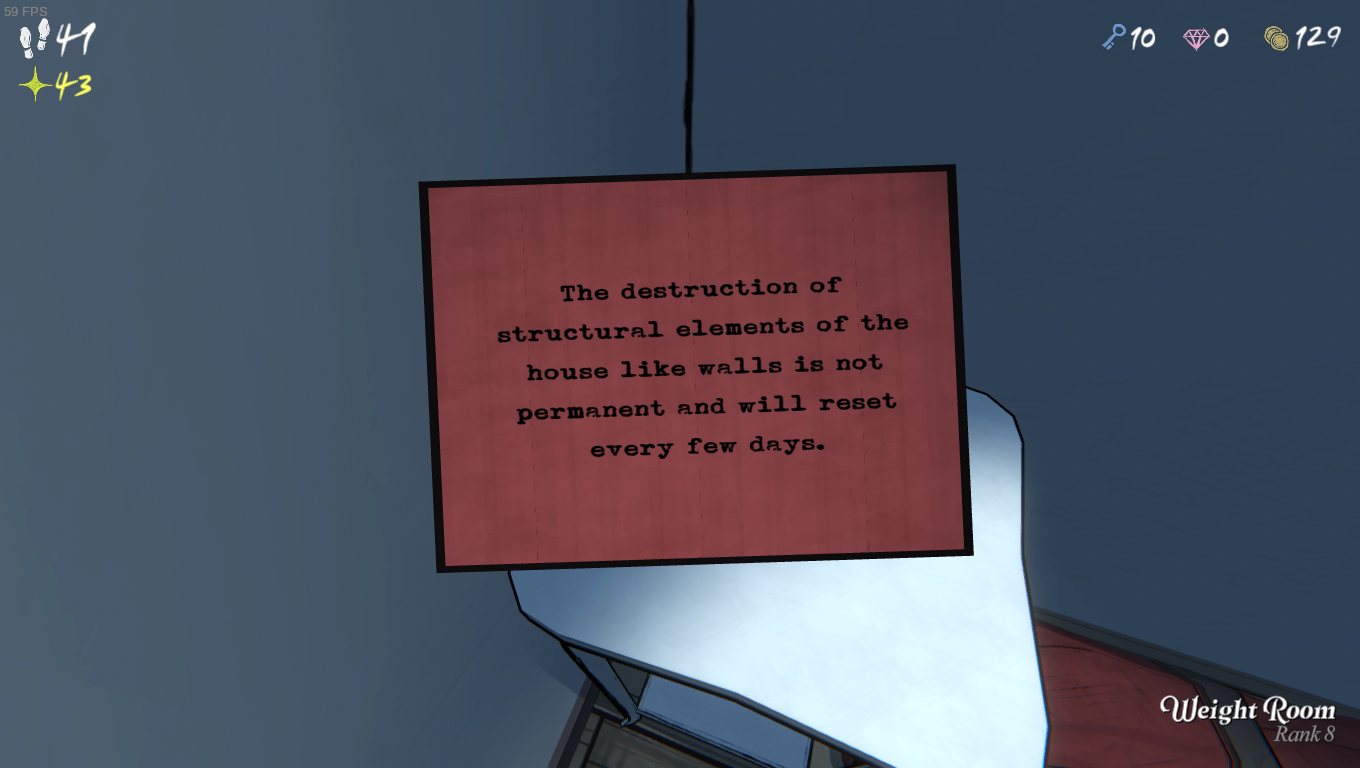 59 FPS
41
43
10
0
129
The destruction of
structural elements of the
house like walls is not
permanent and will reset
every few days.
Weight Room
Rank 8